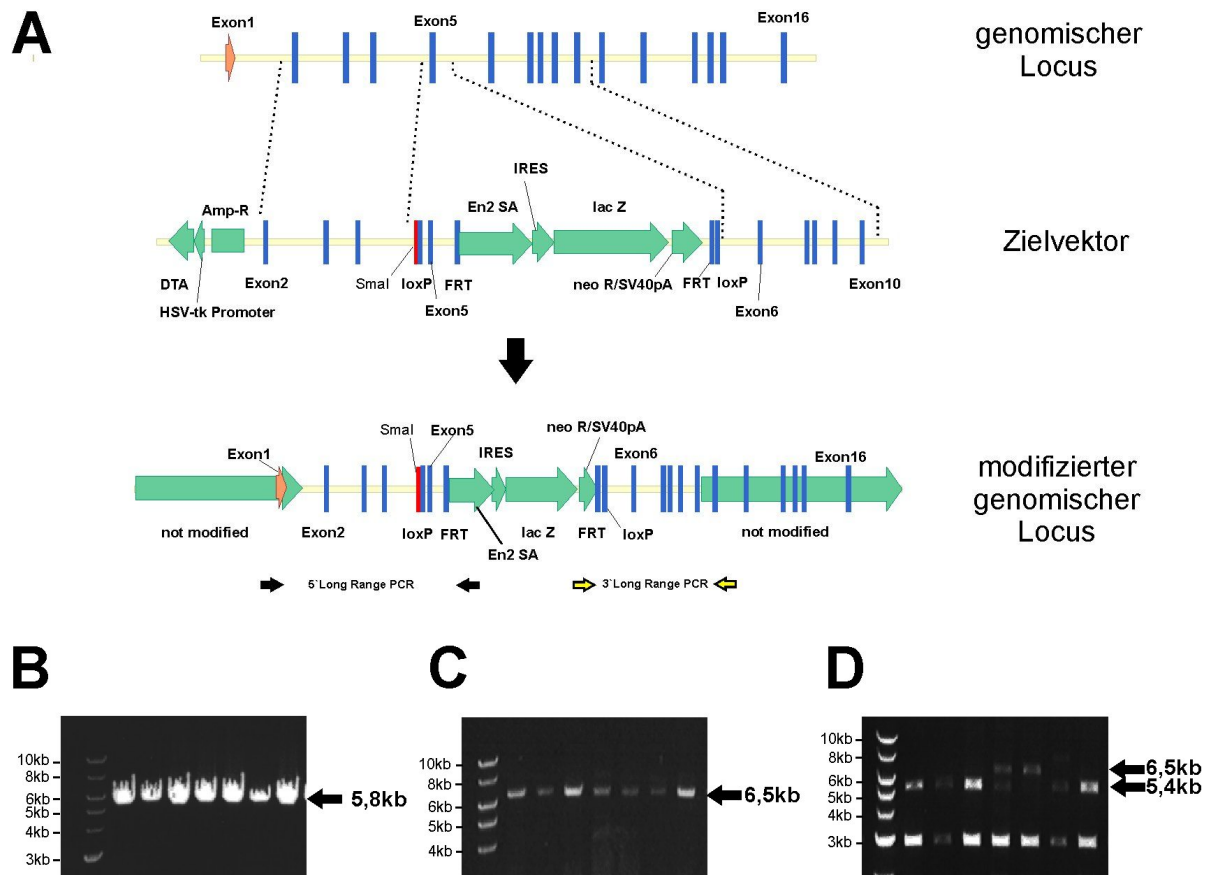 A
Exon1
Exon5
Exon16
genomischer
Locus
IRES
En2 SA
lac Z
Amp-R
Zielvektor
DTA
Exon2
SmaI
loxP
FRT
neo R/SV40pA
FRT
loxP
Exon10
HSV-tk Promoter
Exon5
Exon6
neo R/SV40pA
SmaI
Exon5
IRES
Exon6
Exon1
Exon16
modifizierter
genomischer
Locus
not modified
Exon2
loxP
FRT
lac Z
FRT
loxP
not modified
En2 SA
5`Long Range PCR
3`Long Range PCR
B
10kb
8kb
6kb
5kb
4kb
3kb
5,8kb
C
10kb
8kb
6kb
5kb
4kb
6,5kb
D
10kb
8kb
6kb
5kb
4kb
3kb
6,5kb
5,4kb